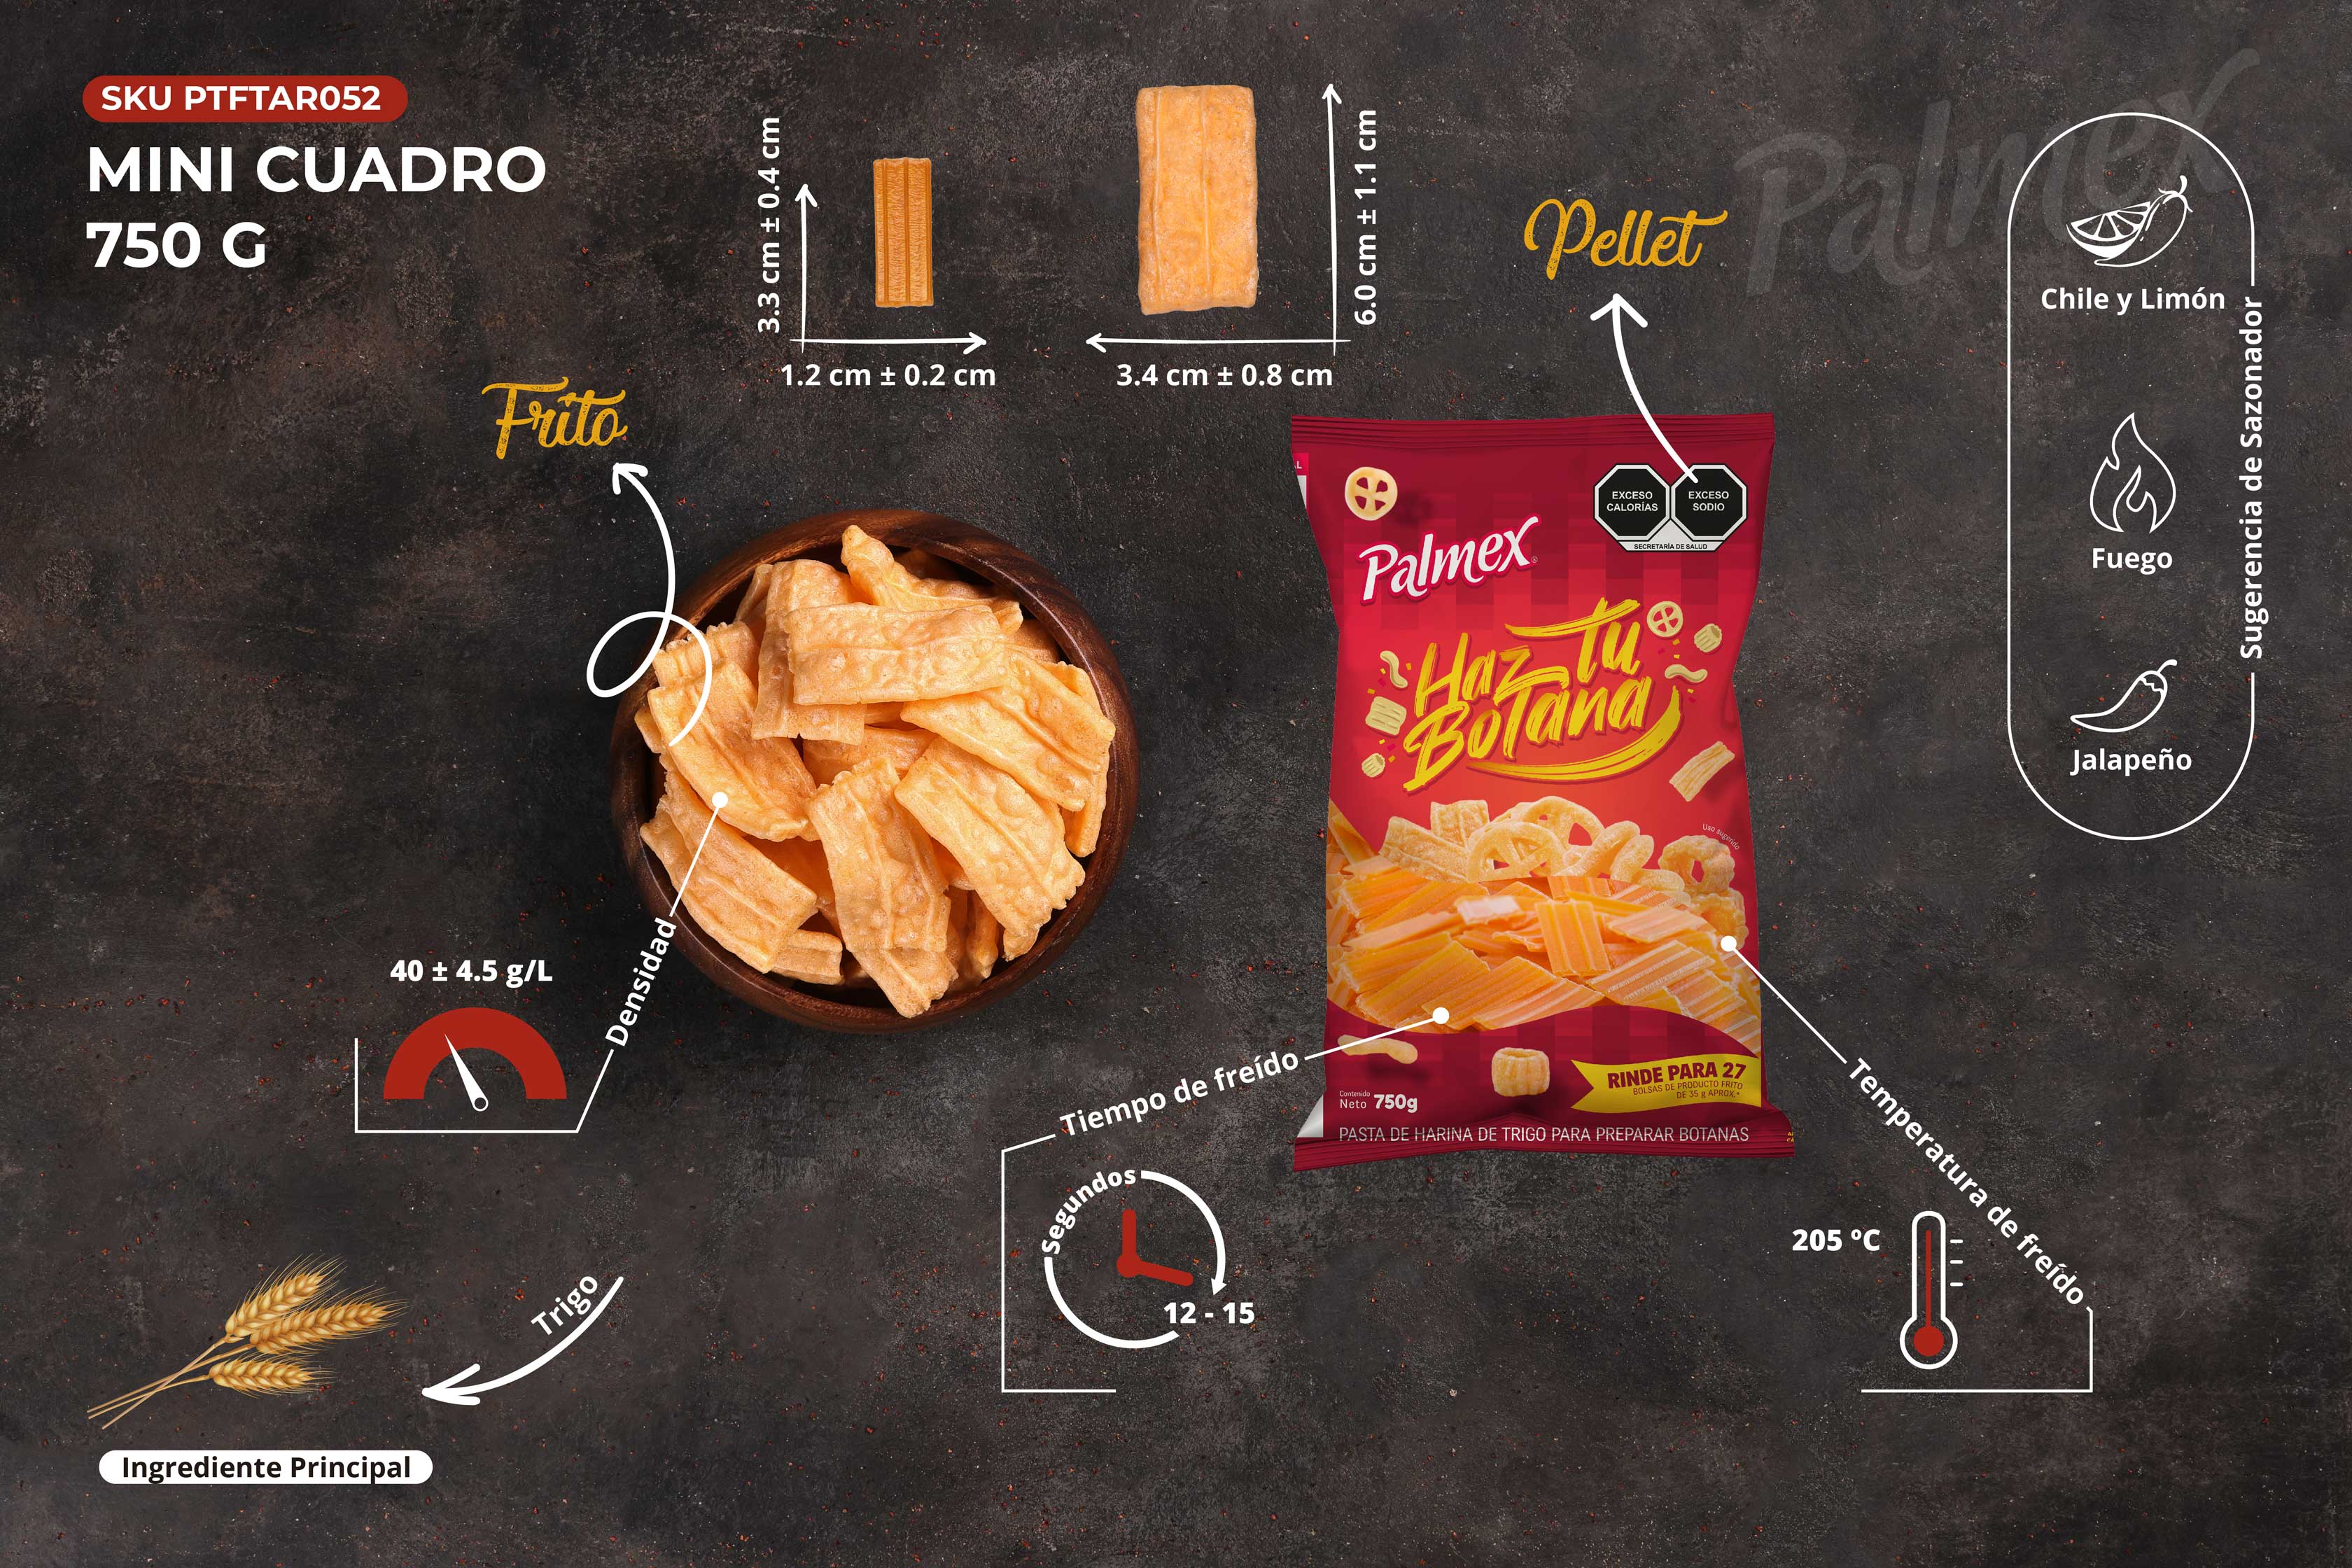 SKU PTFTAR052
MINI CUADRO
750 G
3.3 cm ± 0.4 cm
1.2 cm ± 0.2 cm
6.0 cm ± 1.1 cm
3.4 cm ± 0.8 cm
Pellet
Palmex
Chile y Limón
Fuego
Jalapeño
Sugerencia de Sazonador
Frito
EXCESO
CALORÍAS
EXCESO
SODIO
SECRETARÍA DE SALUD
Palmex
Haz Tu
Botana
Uso sugerido
RINDE PARA 27
BOLSAS DE PRODUCTO FRITO
DE 35 g APROX.*
Contenido
Neto 750g
PASTA DE HARINA DE TRIGO PARA PREPARAR BOTANAS
Densidad
40 ± 4.5 g/L
Tiempo de freído
Segundos
12 - 15
Temperatura de freído
205 ºC
Trigo
Ingrediente Principal